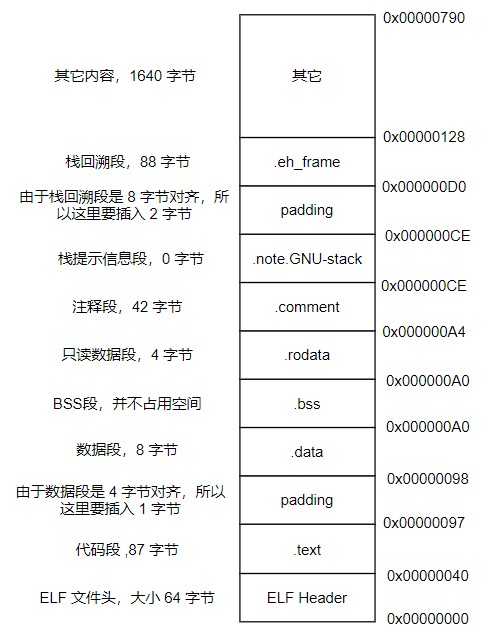 0x00000790
其它内容，1640 字节
其它
0x00000128
栈回溯段，88 字节
.eh_frame
0x000000D0
由于栈回溯段是 8 字节对齐，所
以这里要插入 2 字节
padding
0x000000CE
栈提示信息段，0 字节
.note.GNU-stack
0x000000CE
注释段，42 字节
.comment
0x000000A4
只读数据段，4 字节
.rodata
0x000000A0
BSS段，并不占用空间
.bss
0x000000A0
数据段，8 字节
.data
0x00000098
由于数据段是 4 字节对齐，所以
这里要插入 1 字节
padding
0x00000097
代码段 ,87 字节
.text
0x00000040
ELF 文件头，大小 64 字节
ELF Header
0x00000000